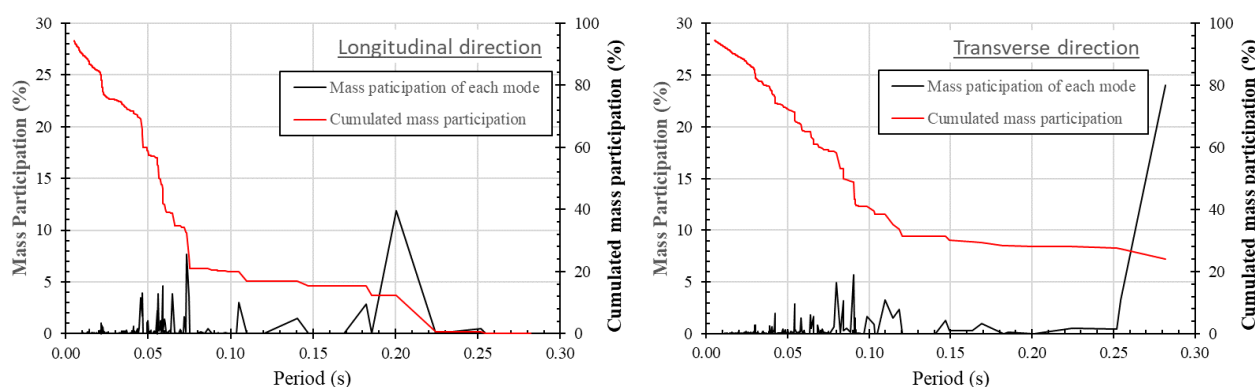 30
25
20
15
10
5
0
Mass Participation (%)
Longitudinal direction
Mass paticipation of each mode
Cumulated mass participation
100
80
60
40
20
0
Cumulated mass participation (%)
0.00 0.05 0.10 0.15 0.20 0.25 0.30
Period (s)
30
25
20
15
10
5
0
Mass Participation (%)
Transverse direction
Mass paticipation of each mode
Cumulated mass participation
100
80
60
40
20
0
Cumulated mass participation (%)
0.00 0.05 0.10 0.15 0.20 0.25 0.30
Period (s)